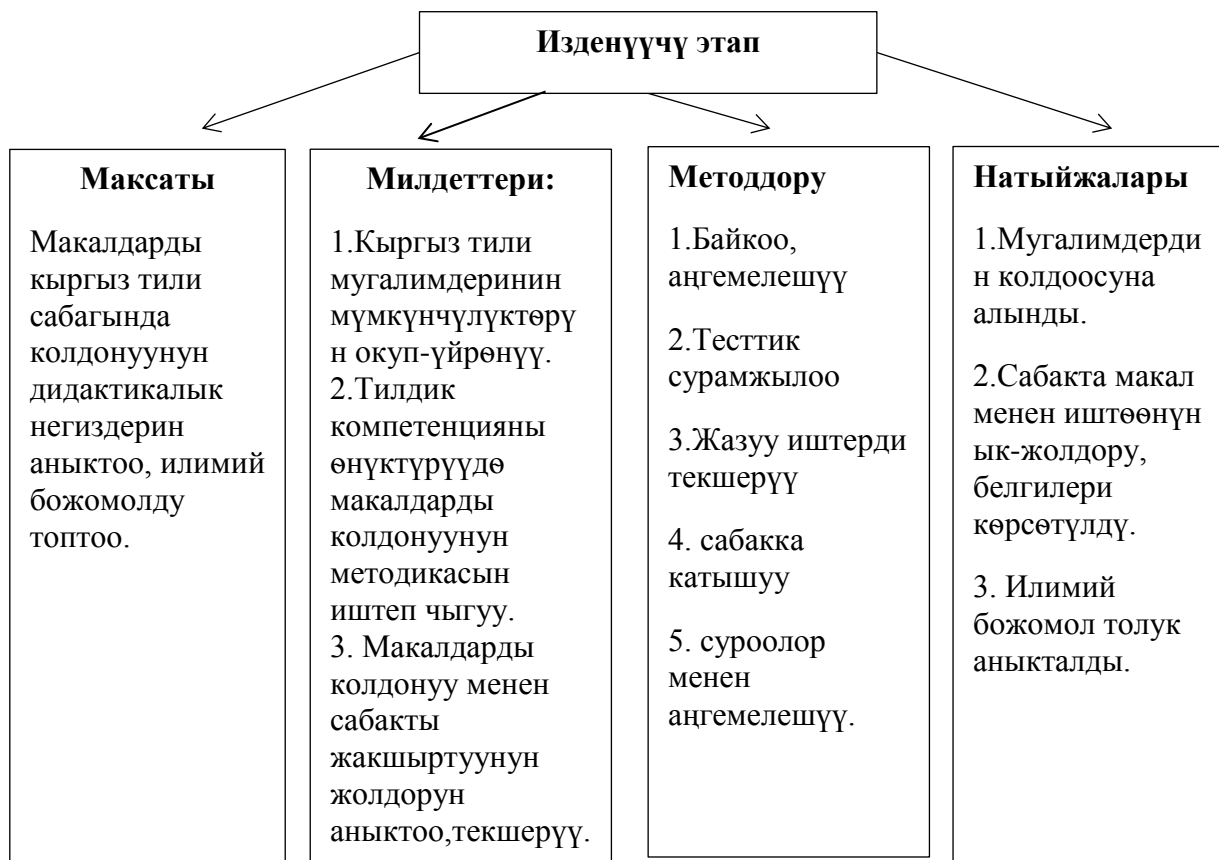 Изденүүчү этап
Максаты
Макалдарды
кыргыз тили
сабагында
колдонуунун
дидактикалык
негиздерин
аныктоо, илимий
божомолду
топтоо.
Милдеттери:
1.Кыргыз тили
мугалимдеринин
мүмкүнчүлүктөрү
н окуп-үйрөнүү.
2.Тилдик
компетенцияны
өнүктүрүүдө
макалдарды
колдонуунун
методикасын
иштеп чыгуу.
3. Макалдарды
колдонуу менен
сабакты
жакшыртуунун
жолдорун
аныктоо,текшерүү.
Методдору
1.Байкоо,
аңгемелешүү
2.Тесттик
сурамжылоо
3.Жазуу иштерди
текшерүү
4. сабакка
катышуу
5. суроолор
менен
аңгемелешүү.
Натыйжалары
1.Мугалимдерди
н колдоосуна
алынды.
2.Сабакта макал
менен иштөөнүн
ык-жолдору,
белгилери
көрсөтүлдү.
3. Илимий
божомол толук
аныкталды.